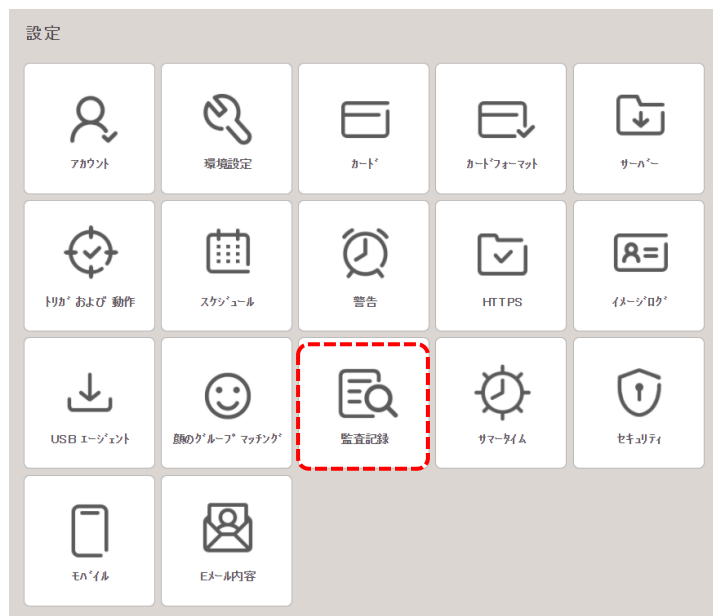 設定
アカウント
環境設定
ｶｰﾄﾞ
ｶｰﾄﾞﾌｫｰﾏｯﾄ
ｻｰﾊﾞｰ
ﾄﾘｶﾞ および 動作
ｽｹｼﾞｭｰﾙ
警告
HTTPS
ｲﾒｰｼﾞﾛｸﾞ
USB ｴｰｼﾞｪﾝﾄ
顔のｸﾞﾙｰﾌﾟ ﾏｯﾁﾝｸﾞ
監査記録
ｻﾏｰﾀｲﾑ
ｾｷｭﾘﾃｨ
ﾓﾊﾞｲﾙ
Eﾒｰﾙ内容